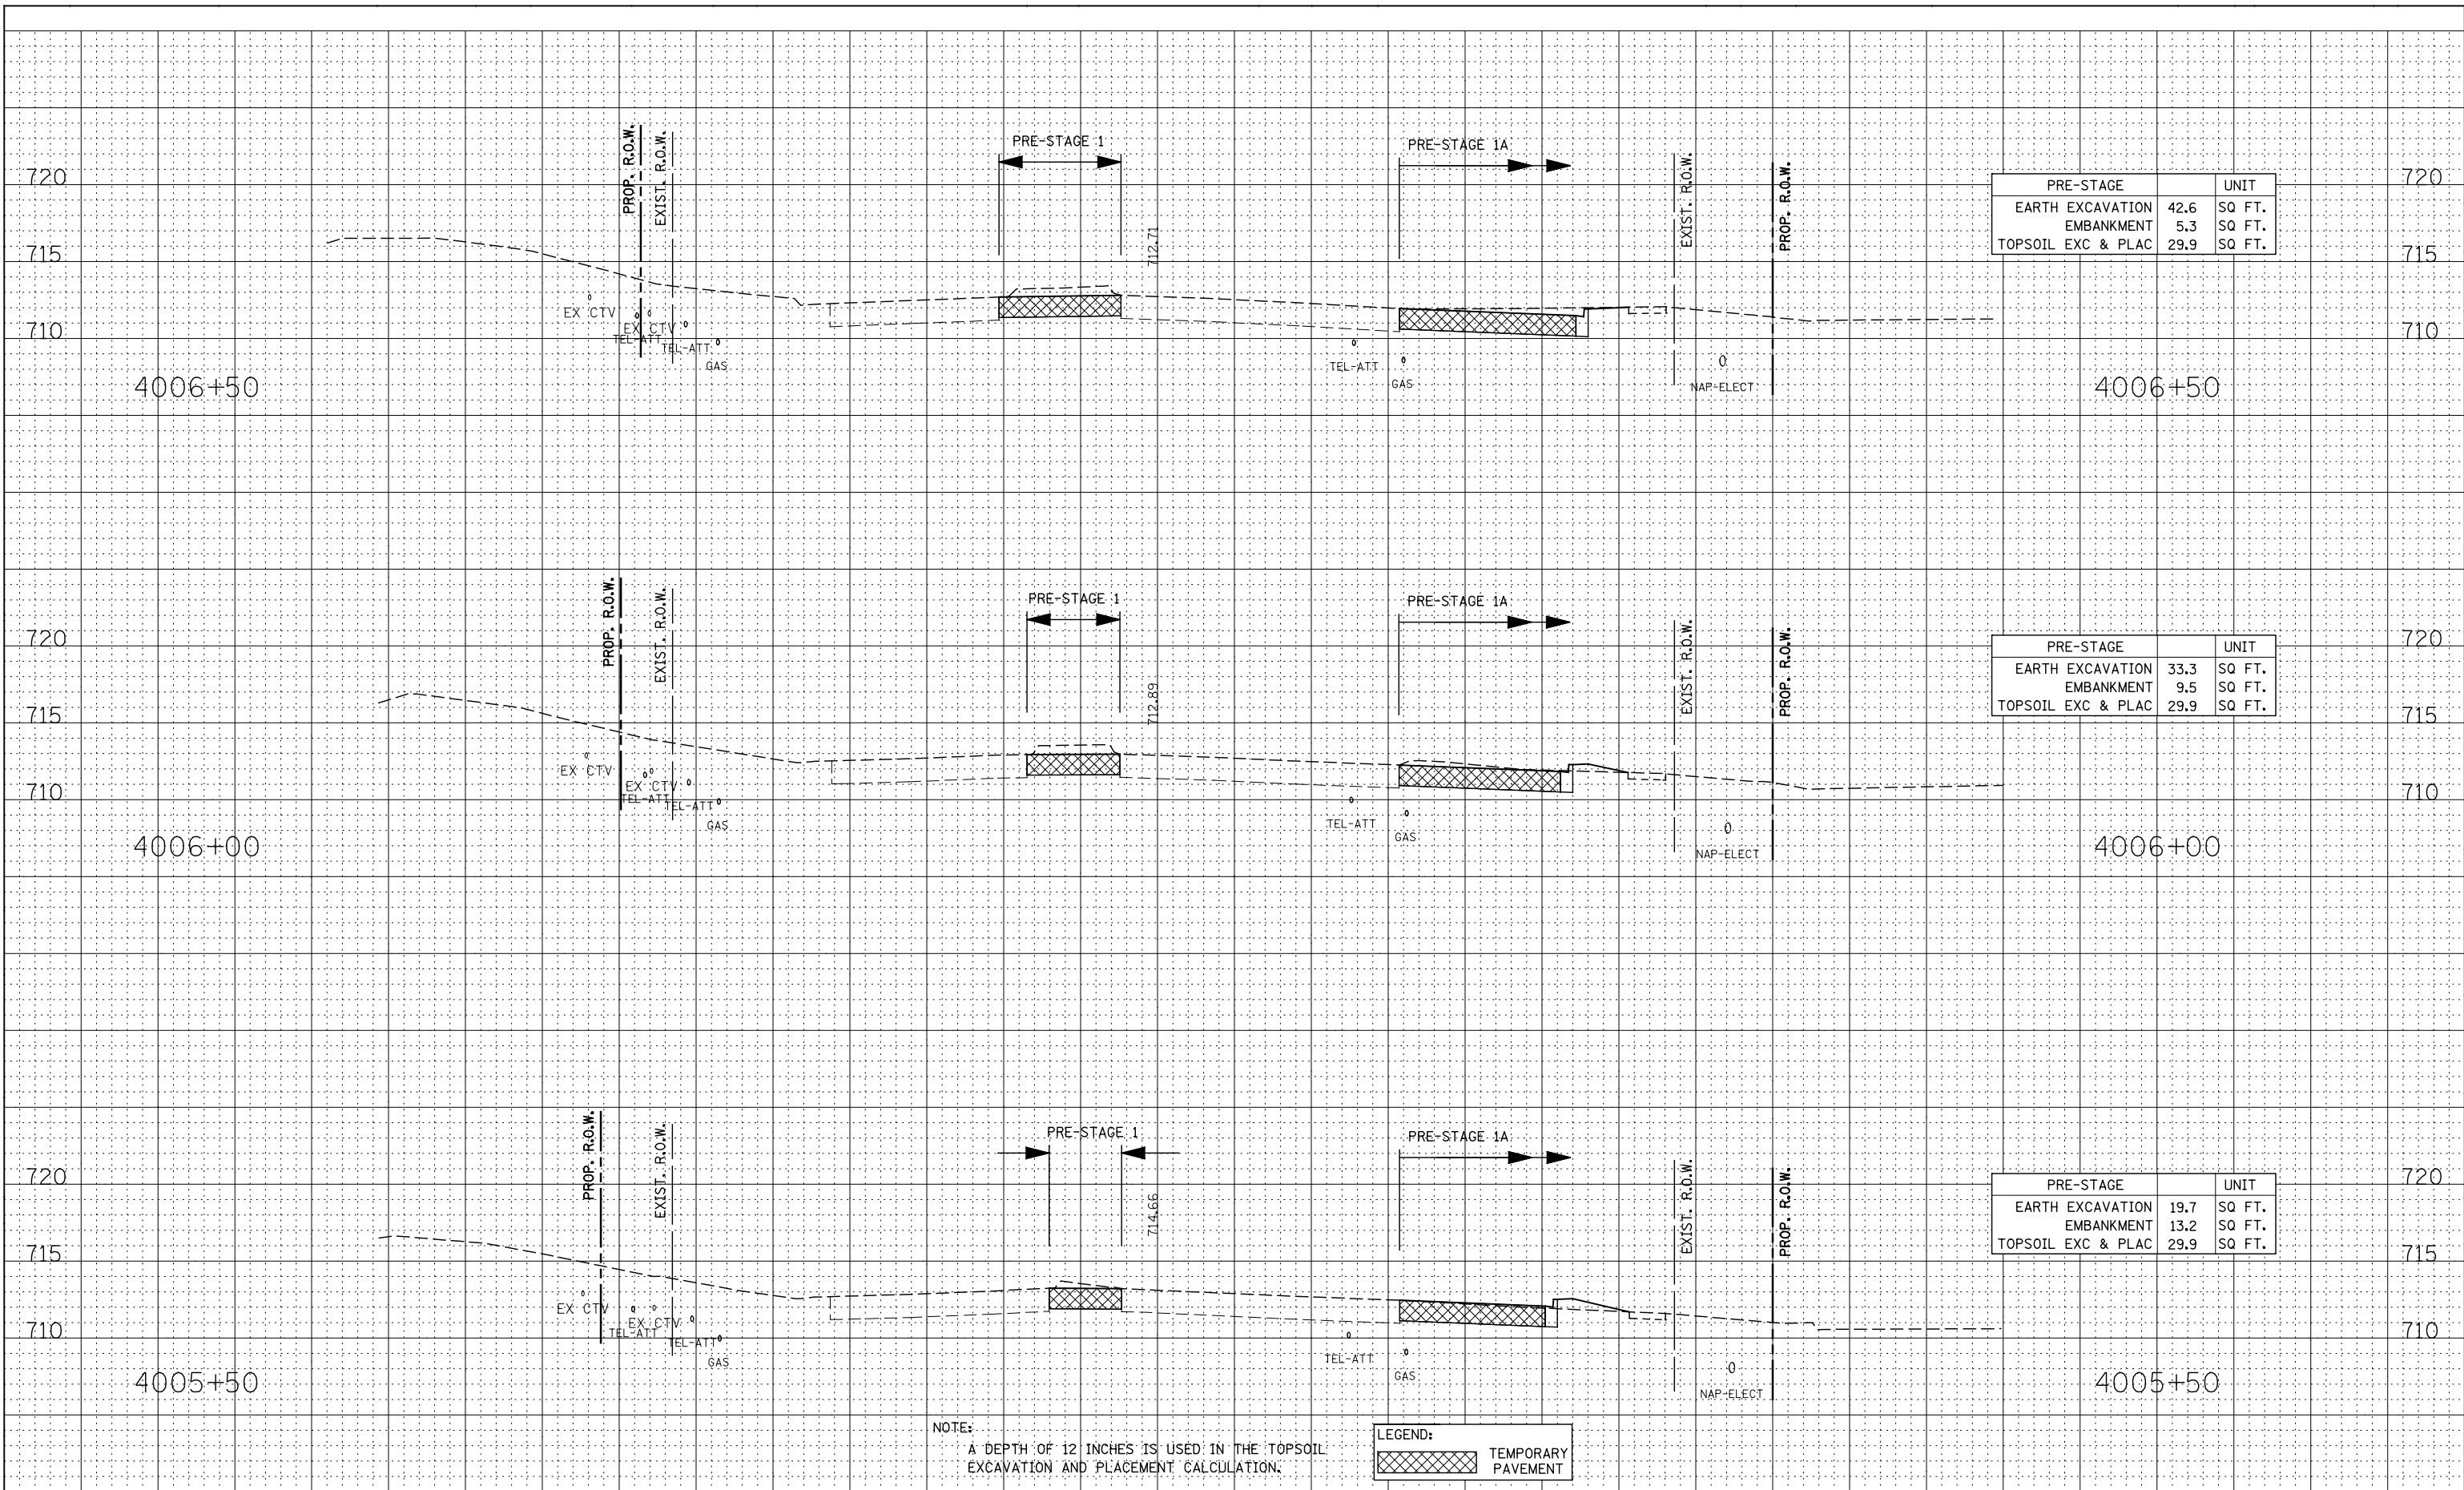 PROP. R.O.W.
EXIST. R.O.W.
PRE-STAGE 1
712.71
PRE-STAGE 1A
EXIST. R.O.W.
PROP. R.O.W.
720
720
715
715
710
710
PRE-STAGE UNIT
EARTH EXCAVATION 42.6 SQ FT.
EMBANKMENT 5.3 SQ FT.
TOPSOIL EXC & PLAC 29.9 SQ FT.
EX CTV
EX CTV
TEL-ATT
TEL-ATT
GAS
TEL-ATT
GAS
NAP-ELECT
4006+50
4006+50
PROP. R.O.W.
EXIST. R.O.W.
PRE-STAGE 1
712.89
PRE-STAGE 1A
EXIST. R.O.W.
PROP. R.O.W.
720
720
715
715
710
710
PRE-STAGE UNIT
EARTH EXCAVATION 33.3 SQ FT.
EMBANKMENT 9.5 SQ FT.
TOPSOIL EXC & PLAC 29.9 SQ FT.
EX CTV
EX CTV
TEL-ATT
TEL-ATT
GAS
TEL-ATT
GAS
NAP-ELECT
4006+00
4006+00
PROP. R.O.W.
EXIST. R.O.W.
PRE-STAGE 1
714.66
PRE-STAGE 1A
EXIST. R.O.W.
PROP. R.O.W.
720
720
715
715
710
710
PRE-STAGE UNIT
EARTH EXCAVATION 19.7 SQ FT.
EMBANKMENT 13.2 SQ FT.
TOPSOIL EXC & PLAC 29.9 SQ FT.
EX CTV
EX CTV
TEL-ATT
TEL-ATT
GAS
TEL-ATT
GAS
NAP-ELECT
4005+50
4005+50
NOTE:
A DEPTH OF 12 INCHES IS USED IN THE TOPSOIL
EXCAVATION AND PLACEMENT CALCULATION.
LEGEND:
TEMPORARY
PAVEMENT